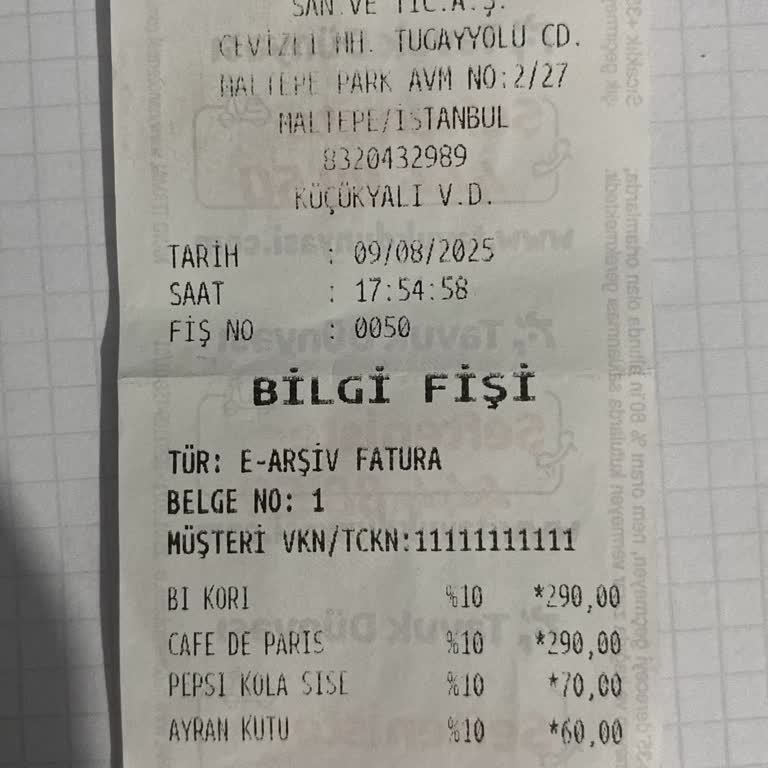 SAN.VE TİC.A.Ş.
CEVİZLİ MH. TUGAYYOLU CD.
MALTEPE PARK AVM NO:2/27
MALTEPE/İSTANBUL
8320432989
KÜÇÜKYALI V.D.
TARİH : 09/08/2025
SAAT : 17:54:58
FİŞ NO : 0050
BİLGİ FİŞİ
TÜR: E-ARŞİV FATURA
BELGE NO: 1
MÜŞTERİ VKN/TCKN:11111111111
BI KORI %10 *290,00
CAFE DE PARIS %10 *290,00
PEPSI KOLA SISE %10 *70,00
AYRAN KUTU %10 *60,00